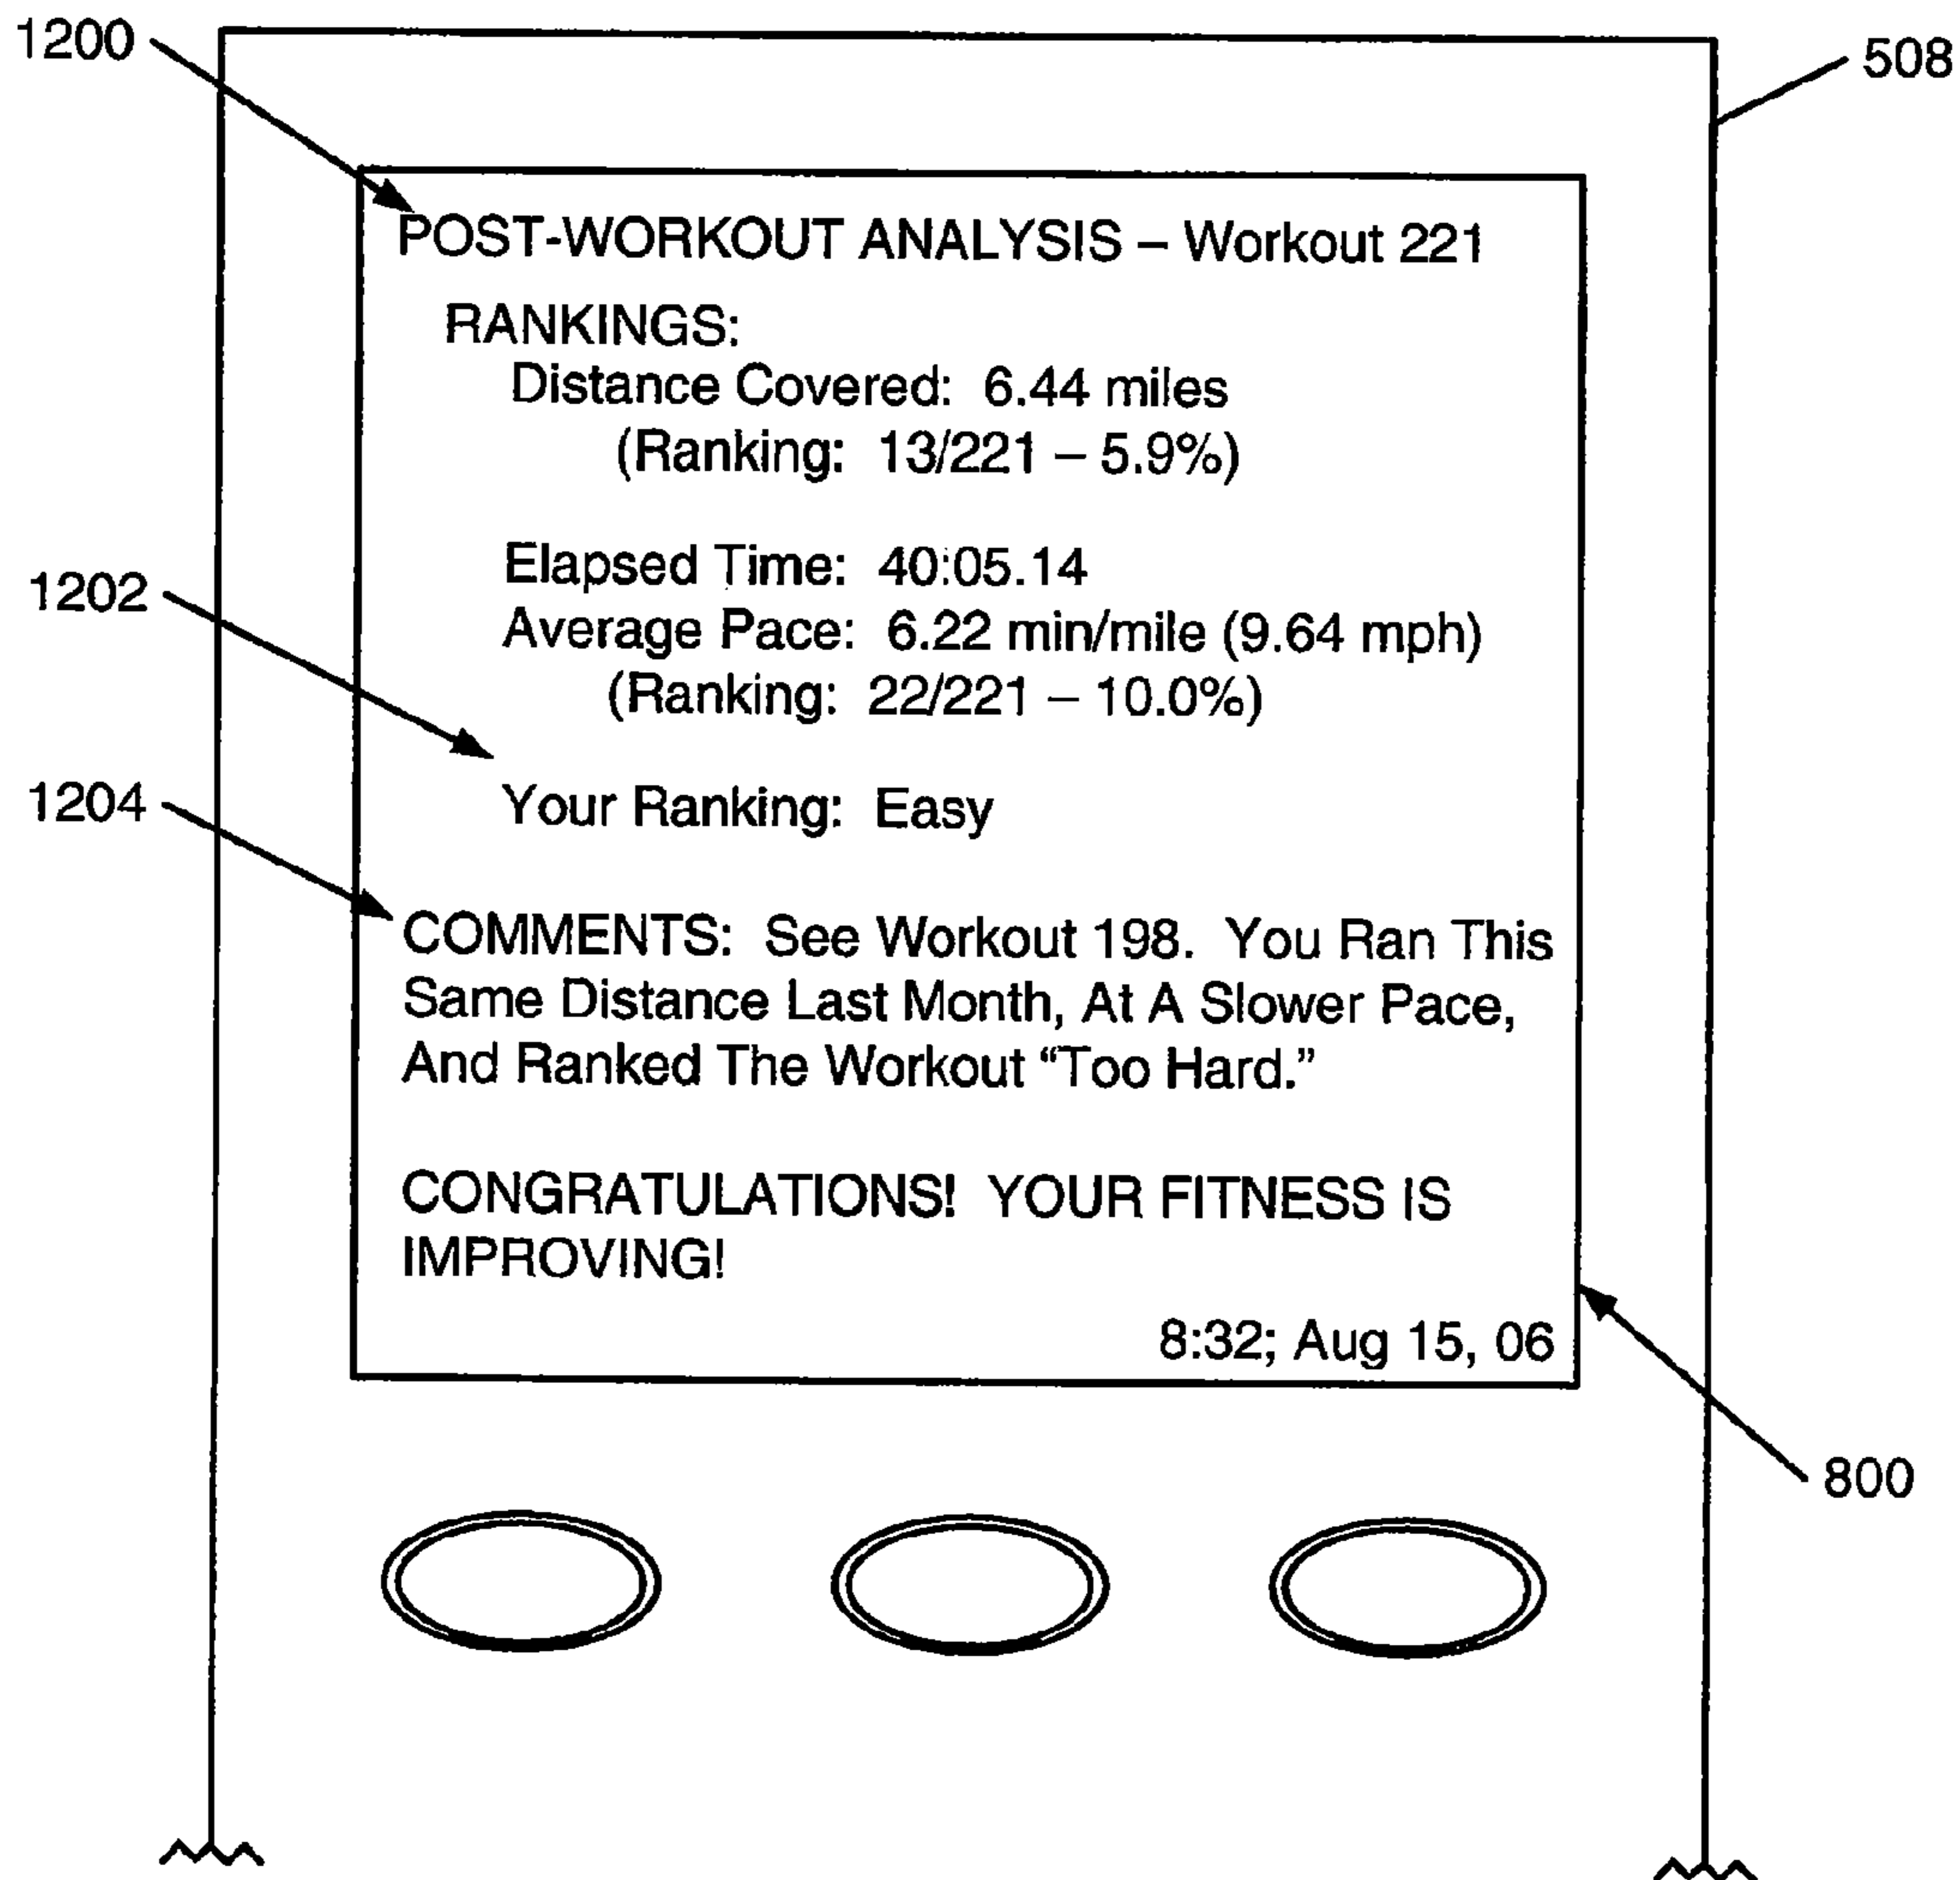 1200
508
POST-WORKOUT ANALYSIS – Workout 221
RANKINGS:
Distance Covered: 6.44 miles
(Ranking: 13/221 – 5.9%)
Elapsed Time: 40:05.14
1202
Average Pace: 6.22 min/mile (9.64 mph)
(Ranking: 22/221 – 10.0%)
1204
Your Ranking: Easy
COMMENTS: See Workout 198. You Ran This
Same Distance Last Month, At A Slower Pace,
And Ranked The Workout “Too Hard.”
CONGRATULATIONS! YOUR FITNESS IS
IMPROVING!
8:32; Aug 15, 06
800